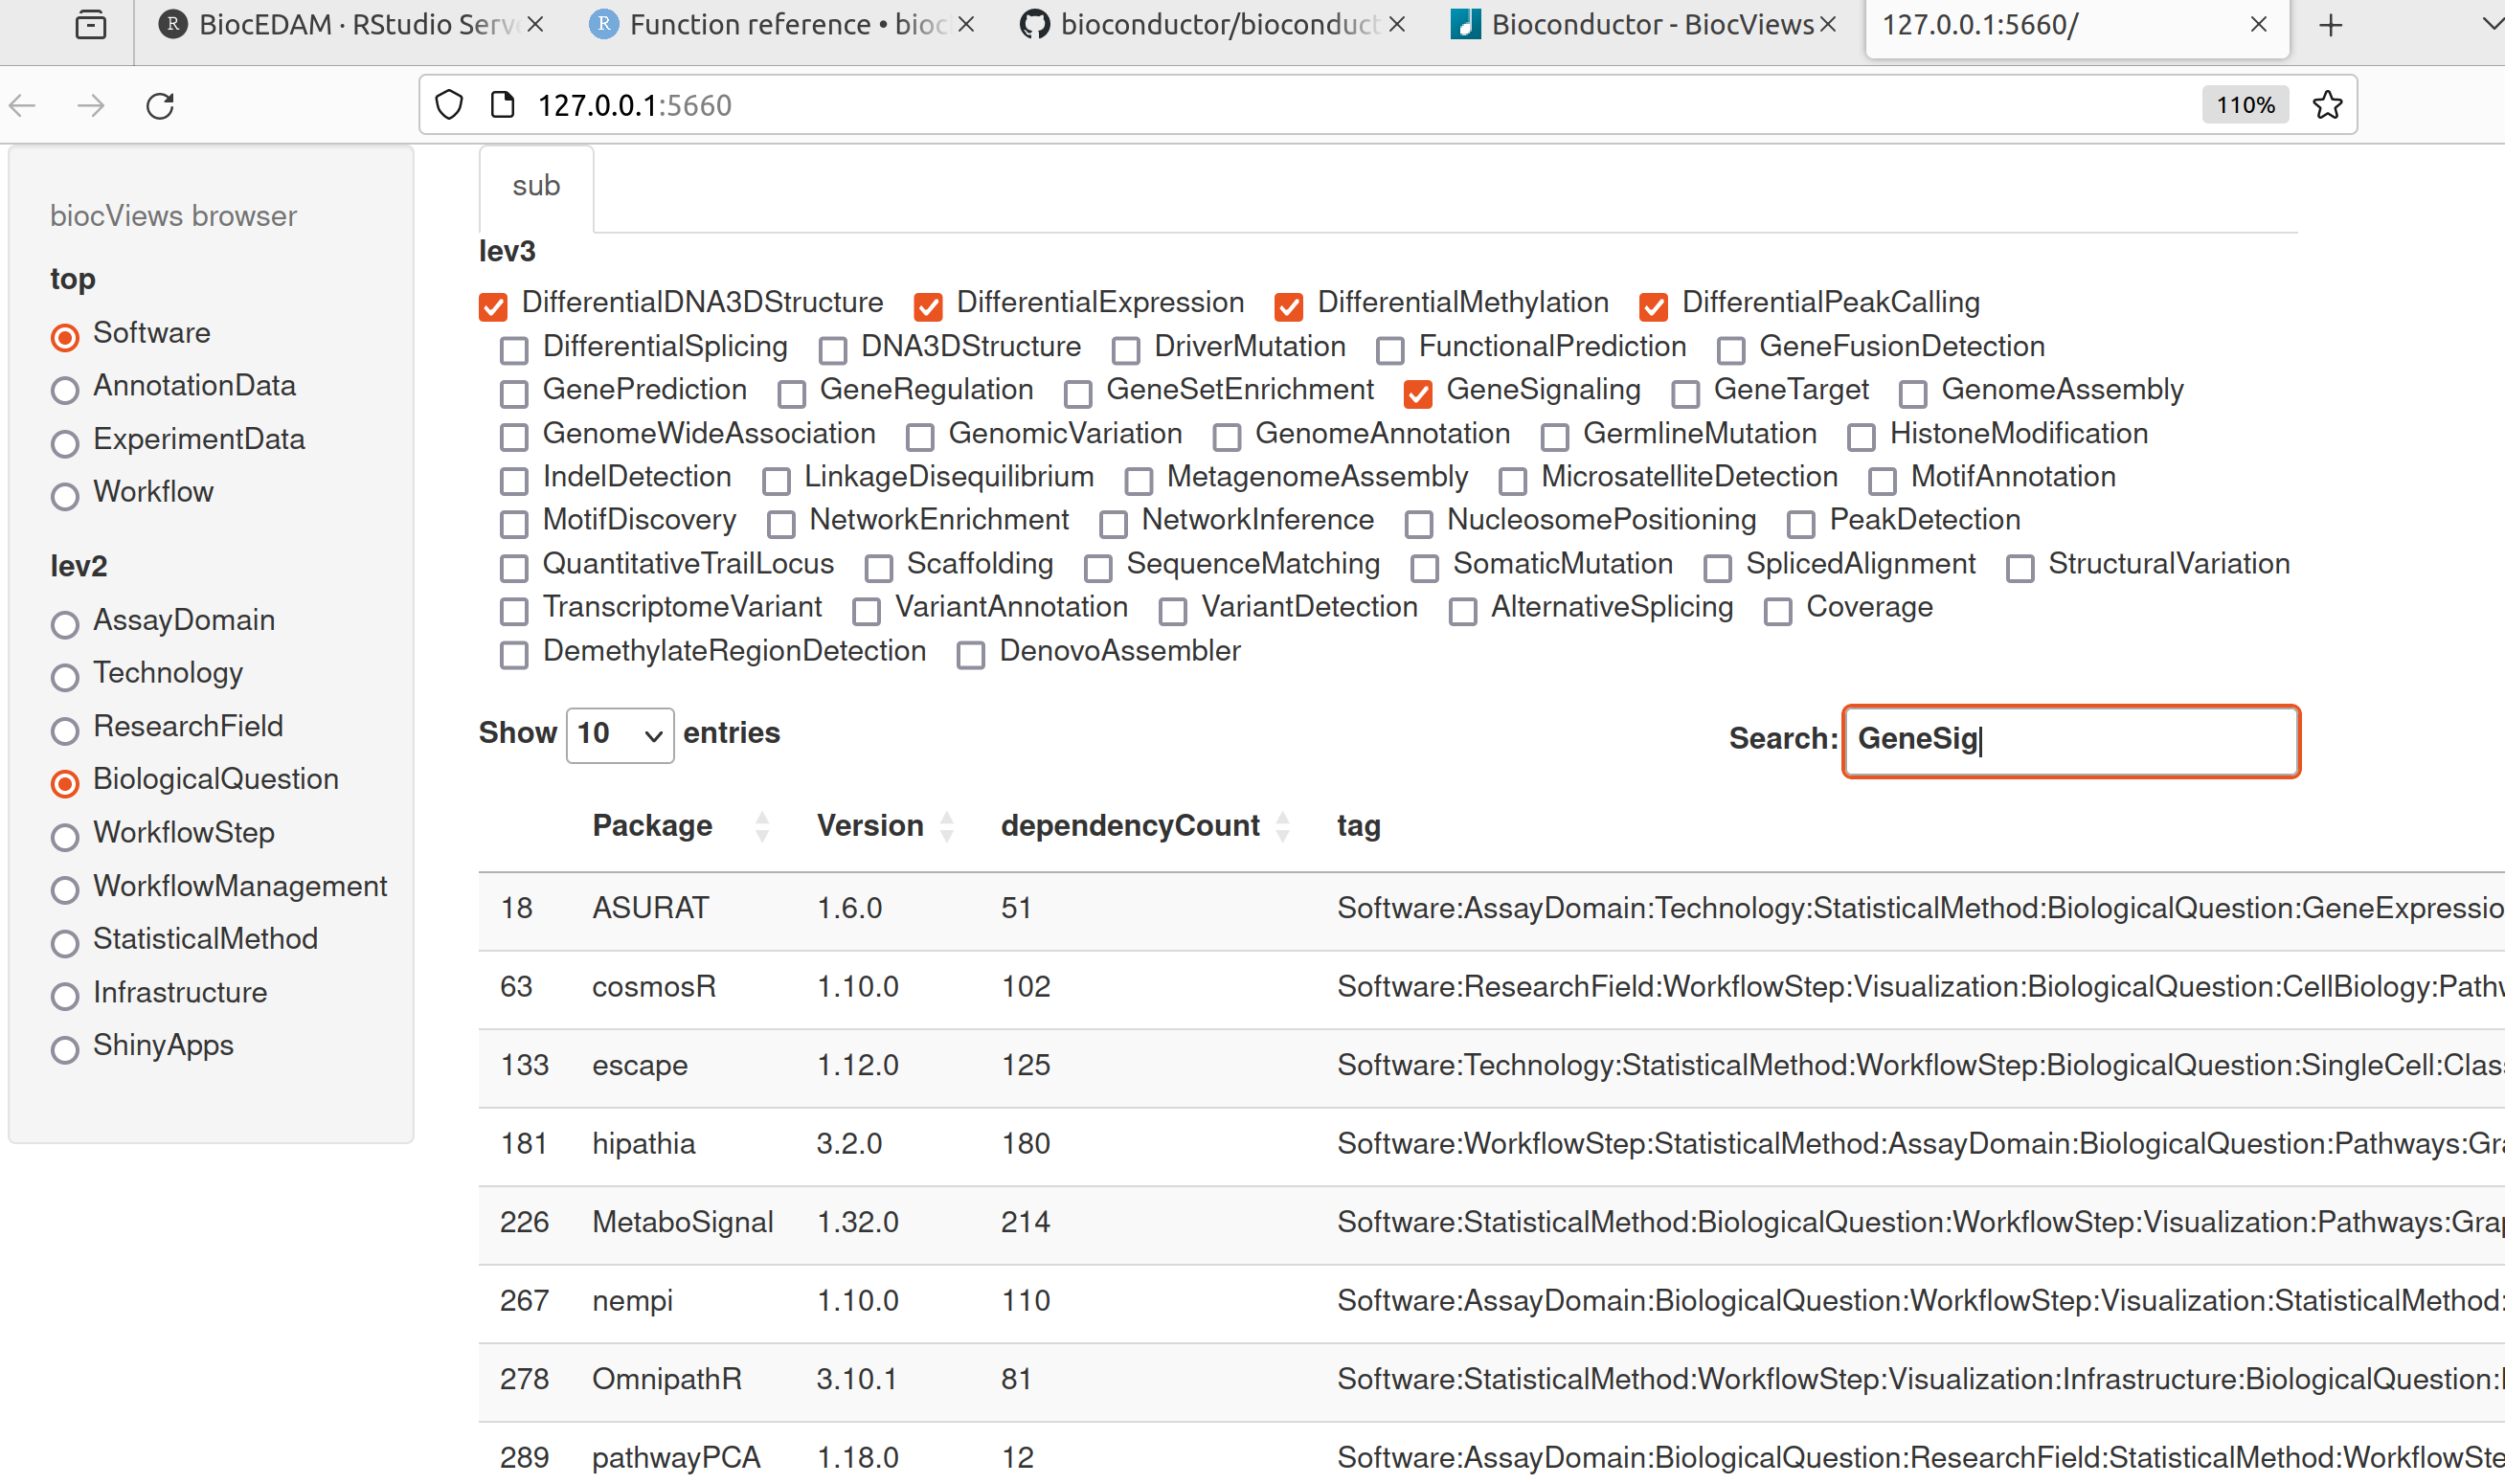 BiocEDAM · RStudio Serve
Function reference • bioc
bioconductor/bioconduct
Bioconductor - BiocViews
127.0.0.1:5660/
127.0.0.1:5660
110%
biocViews browser
top
Software
AnnotationData
ExperimentData
Workflow
lev2
AssayDomain
Technology
ResearchField
BiologicalQuestion
WorkflowStep
WorkflowManagement
StatisticalMethod
Infrastructure
ShinyApps
sub
lev3
DifferentialDNA3DStructure DifferentialExpression DifferentialMethylation DifferentialPeakCalling
DifferentialSplicing DNA3DStructure DriverMutation FunctionalPrediction GeneFusionDetection
GenePrediction GeneRegulation GeneSetEnrichment GeneSignaling GeneTarget GenomeAssembly
GenomeWideAssociation GenomicVariation GenomeAnnotation GermlineMutation HistoneModification
IndelDetection LinkageDisequilibrium MetagenomeAssembly MicrosatelliteDetection MotifAnnotation
MotifDiscovery NetworkEnrichment NetworkInference NucleosomePositioning PeakDetection
QuantitativeTrailLocus Scaffolding SequenceMatching SomaticMutation SplicedAlignment StructuralVariation
TranscriptomeVariant VariantAnnotation VariantDetection AlternativeSplicing Coverage
DemethylateRegionDetection DenovoAssembler
Show 10 entries
Search: GeneSig
Package Version dependencyCount tag
18 ASURAT 1.6.0 51 Software:AssayDomain:Technology:StatisticalMethod:BiologicalQuestion:GeneExpressio
63 cosmosR 1.10.0 102 Software:ResearchField:WorkflowStep:Visualization:BiologicalQuestion:CellBiology:Pathw
133 escape 1.12.0 125 Software:Technology:StatisticalMethod:WorkflowStep:BiologicalQuestion:SingleCell:Clas
181 hipathia 3.2.0 180 Software:WorkflowStep:StatisticalMethod:AssayDomain:BiologicalQuestion:Pathways:Gra
226 MetaboSignal 1.32.0 214 Software:StatisticalMethod:BiologicalQuestion:WorkflowStep:Visualization:Pathways:Grap
267 nempi 1.10.0 110 Software:AssayDomain:BiologicalQuestion:WorkflowStep:Visualization:StatisticalMethod:
278 OmnipathR 3.10.1 81 Software:StatisticalMethod:WorkflowStep:Visualization:Infrastructure:BiologicalQuestion:
289 pathwayPCA 1.18.0 12 Software:AssayDomain:BiologicalQuestion:ResearchField:StatisticalMethod:WorkflowSte